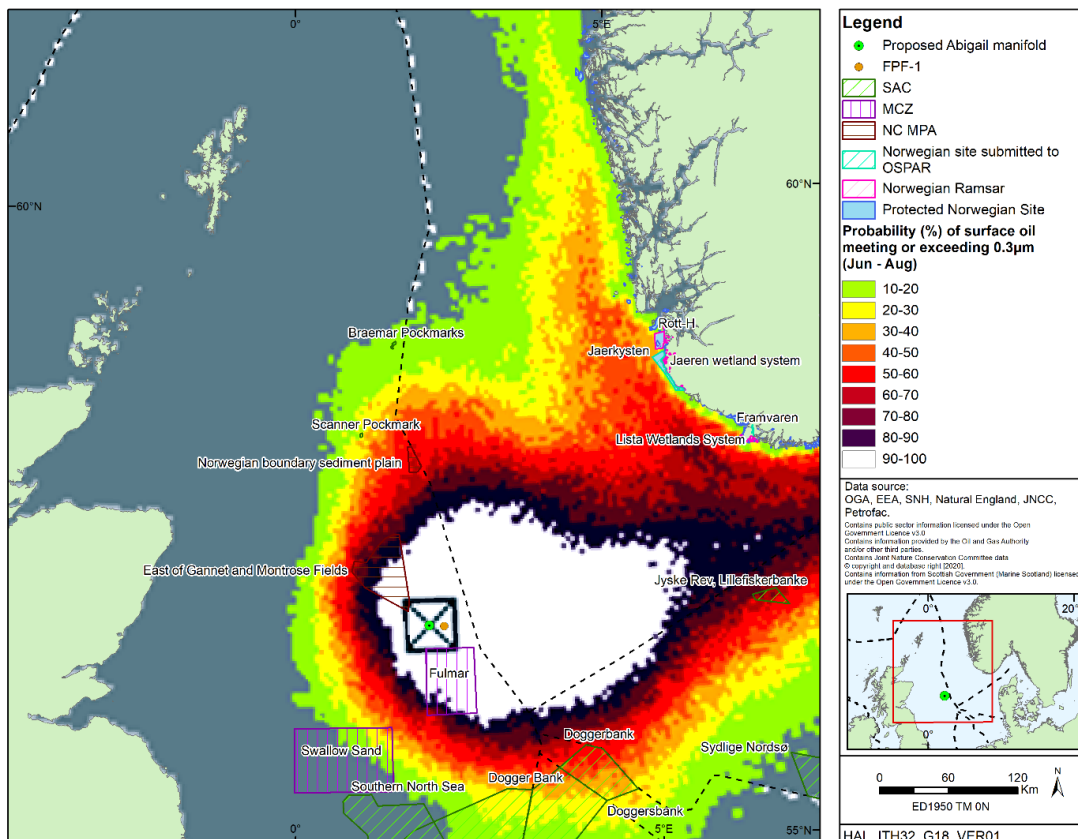 0°
5°E
60°N
60°N
Braemar Pockmarks
Rott-H
Jaerkysten
Jaeren wetland system
Scanner Pockmark
Framvaren
Lista Wetlands System
Norwegian boundary sediment plain
East of Gannet and Montrose Fields
Jyske Rev, Lillefiskerbanke
Fulmar
Doggerbank
Swallow Sand
Sydlige Nordsø
Dogger Bank
Southern North Sea
Doggersbank
0°
5°E
55°N
Legend
Proposed Abigail manifold
FPF-1
SAC
MCZ
NC MPA
Norwegian site submitted to
OSPAR
Norwegian Ramsar
Protected Norwegian Site
Probability (%) of surface oil
meeting or exceeding 0.3µm
(Jun - Aug)
10-20
20-30
30-40
40-50
50-60
60-70
70-80
80-90
90-100
Data source:
OGA, EEA, SNH, Natural England, JNCC,
Petrofac.
Contains public sector information licensed under the Open
Government Licence v3.0
Contains information provided by the Oil and Gas Authority
and/or other third parties.
Contains Joint Nature Conservation Committee data
© copyright and database right [2020].
Contains information from Scottish Government (Marine Scotland) licensed
under the Open Government Licence v3.0.
0°
20°
0°
0 60 120
Km
N
ED1950 TM 0N
HAL_ITH32_G18_VER01